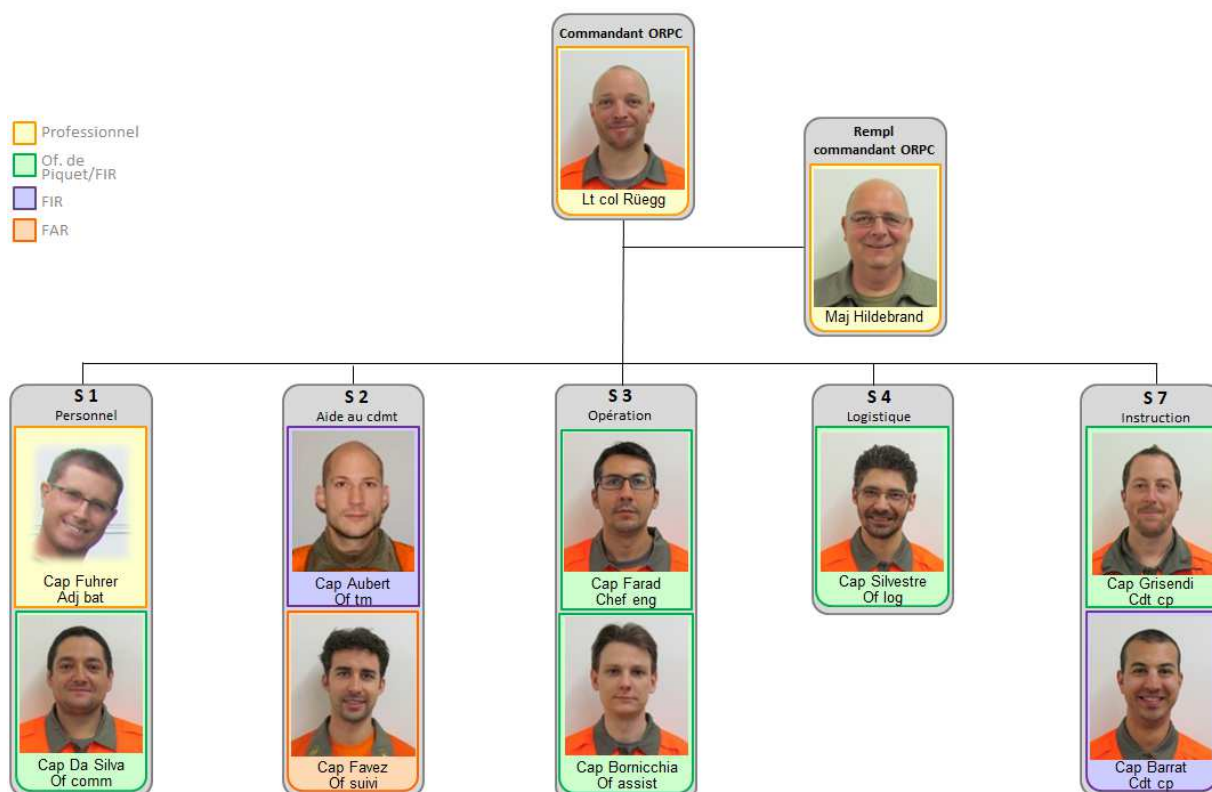 Commandant ORPC
Lt col Rüegg
Professionnel
Of. de
Piquet/FIR
FIR
FAR
Rempl
commandant ORPC
Maj Hildebrand
S 1
Personnel
Cap Fuhrer
Adj bat
Cap Da Silva
Of comm
S 2
Aide au cdmt
Cap Aubert
Of tm
Cap Favez
Of suivi
S 3
Opération
Cap Farad
Chef eng
Cap Bornicchia
Of assist
S 4
Logistique
Cap Silvestre
Of log
S 7
Instruction
Cap Grisendi
Cdt cp
Cap Barrat
Cdt cp